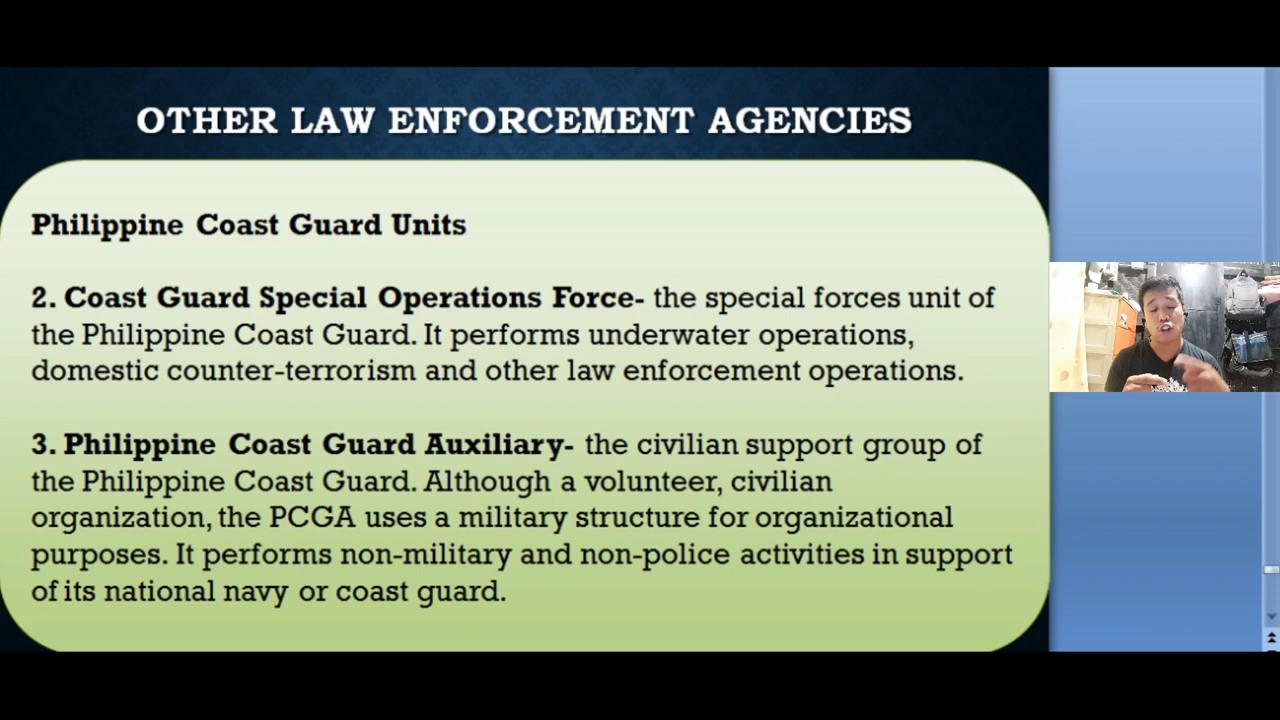 OTHER LAW ENFORCEMENT AGENCIES
Philippine Coast Guard Units
2. Coast Guard Special Operations Force- the special forces unit of
the Philippine Coast Guard. It performs underwater operations,
domestic counter-terrorism and other law enforcement operations.
3. Philippine Coast Guard Auxiliary- the civilian support group of
the Philippine Coast Guard. Although a volunteer, civilian
organization, the PCGA uses a military structure for organizational
purposes. It performs non-military and non-police activities in support
of its national navy or coast guard.